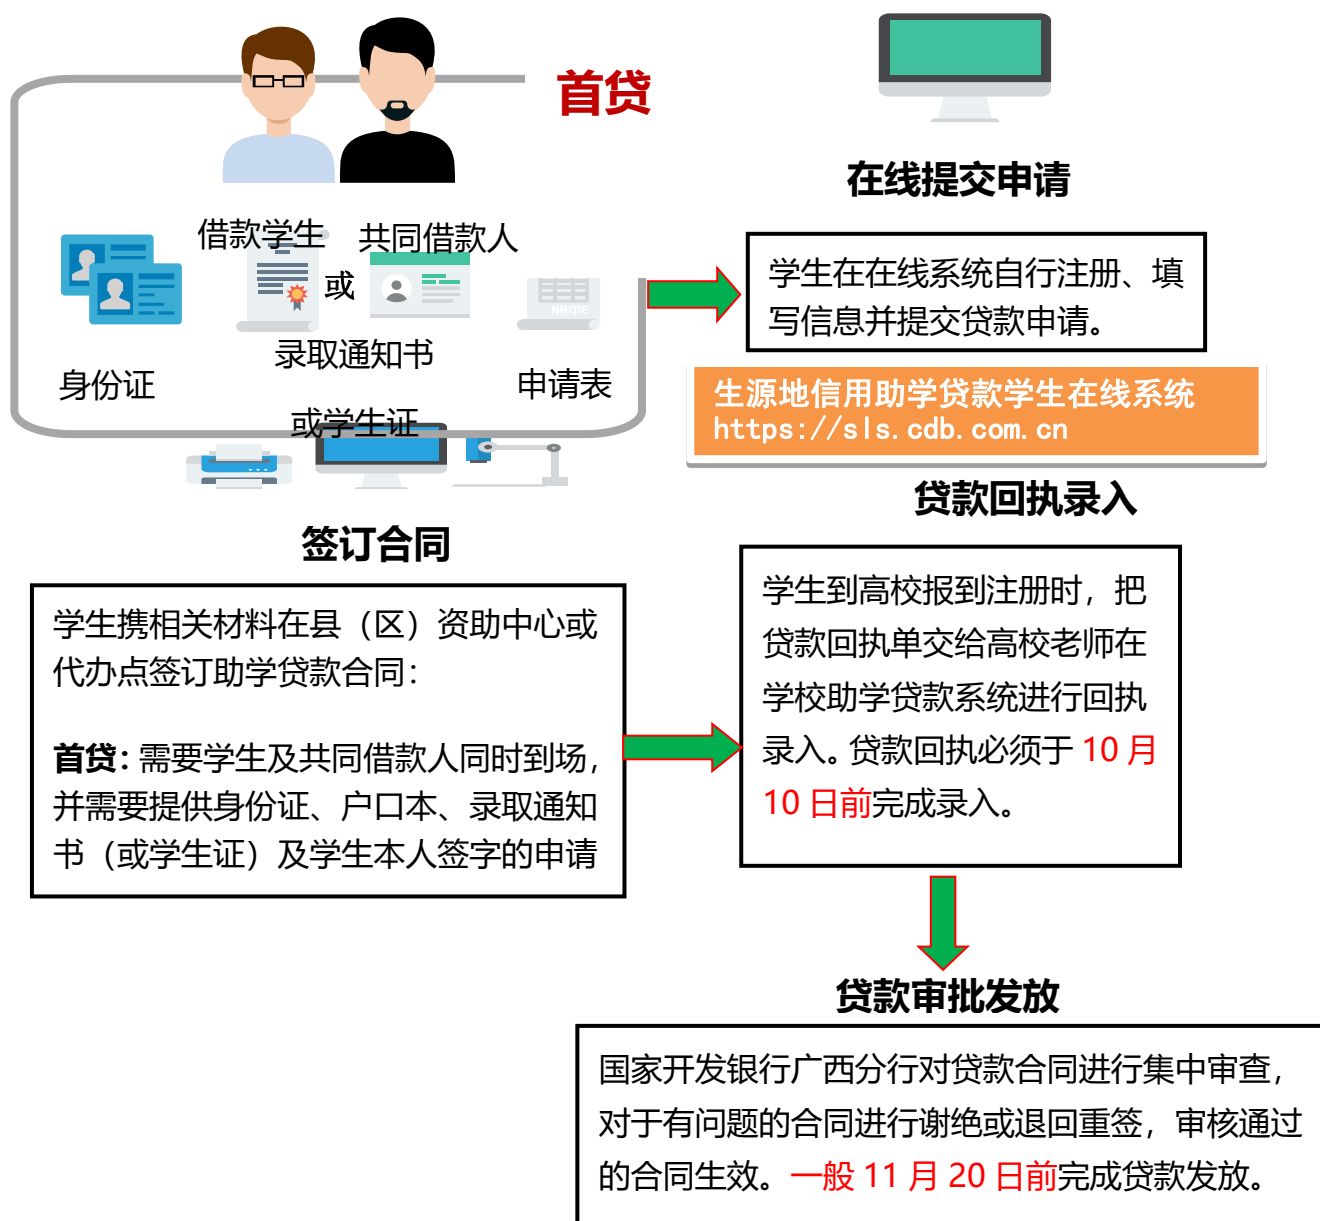 首贷
在线提交申请
借款学生
共同借款人
或
NAME
录取通知书
或学生证
身份证
申请表
学生在在线系统自行注册、填
写信息并提交贷款申请。
生源地信用助学贷款学生在线系统
https://sls.cdb.com.cn
签订合同
学生携相关材料在县（区）资助中心或
代办点签订助学贷款合同：
首贷：需要学生及共同借款人同时到场，
并需要提供身份证、户口本、录取通知
书（或学生证）及学生本人签字的申请
贷款回执录入
学生到高校报到注册时，把
贷款回执单交给高校老师在
学校助学贷款系统进行回执
录入。贷款回执必须于 10 月
10 日前完成录入。
贷款审批发放
国家开发银行广西分行对贷款合同进行集中审查，
对于有问题的合同进行谢绝或退回重签，审核通过
的合同生效。一般 11 月 20 日前完成贷款发放。